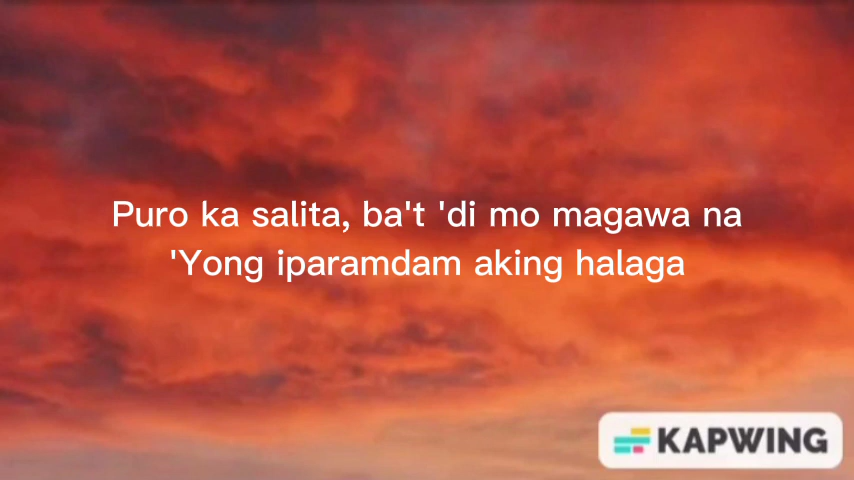 Puro ka salita, ba't 'di mo magawa na
'Yong iparamdam aking halaga
KAPWING